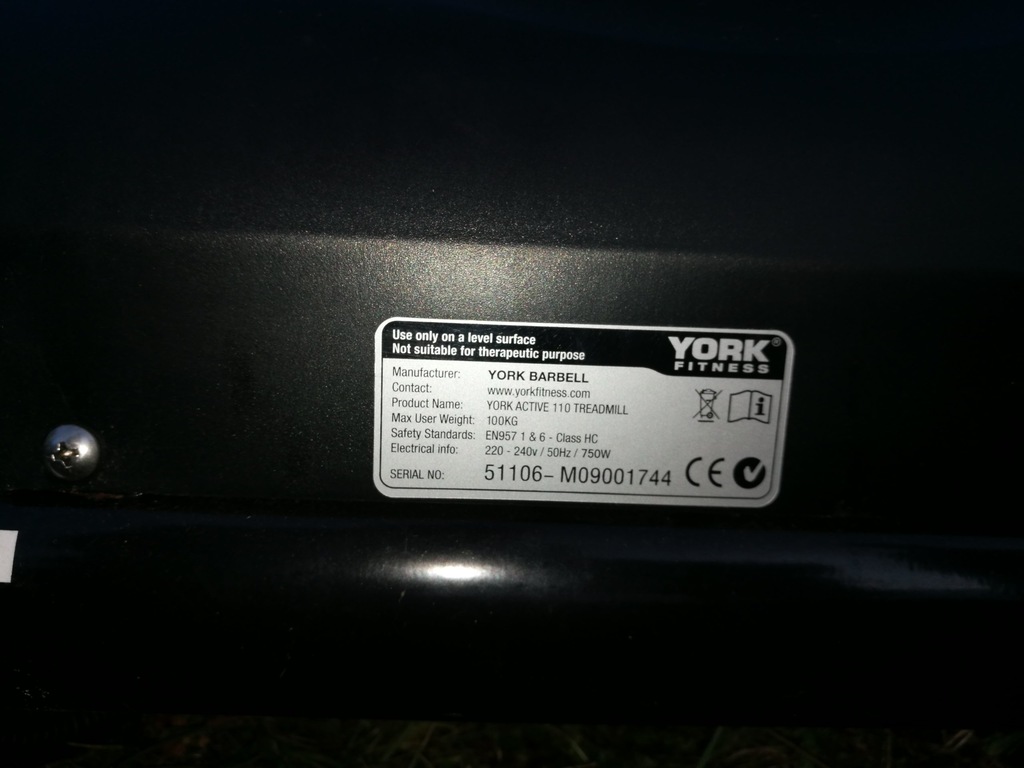 Use only on a level surface
Not suitable for therapeutic purpose
YORK®
FITNESS
Manufacturer: YORK BARBELL
Contact: www.yorkfitness.com
Product Name: YORK ACTIVE 110 TREADMILL
Max User Weight: 100KG
Safety Standards: EN957 1 & 6 - Class HC
Electrical info: 220 - 240v / 50Hz / 750W
SERIAL NO: 51106- M09001744 CE